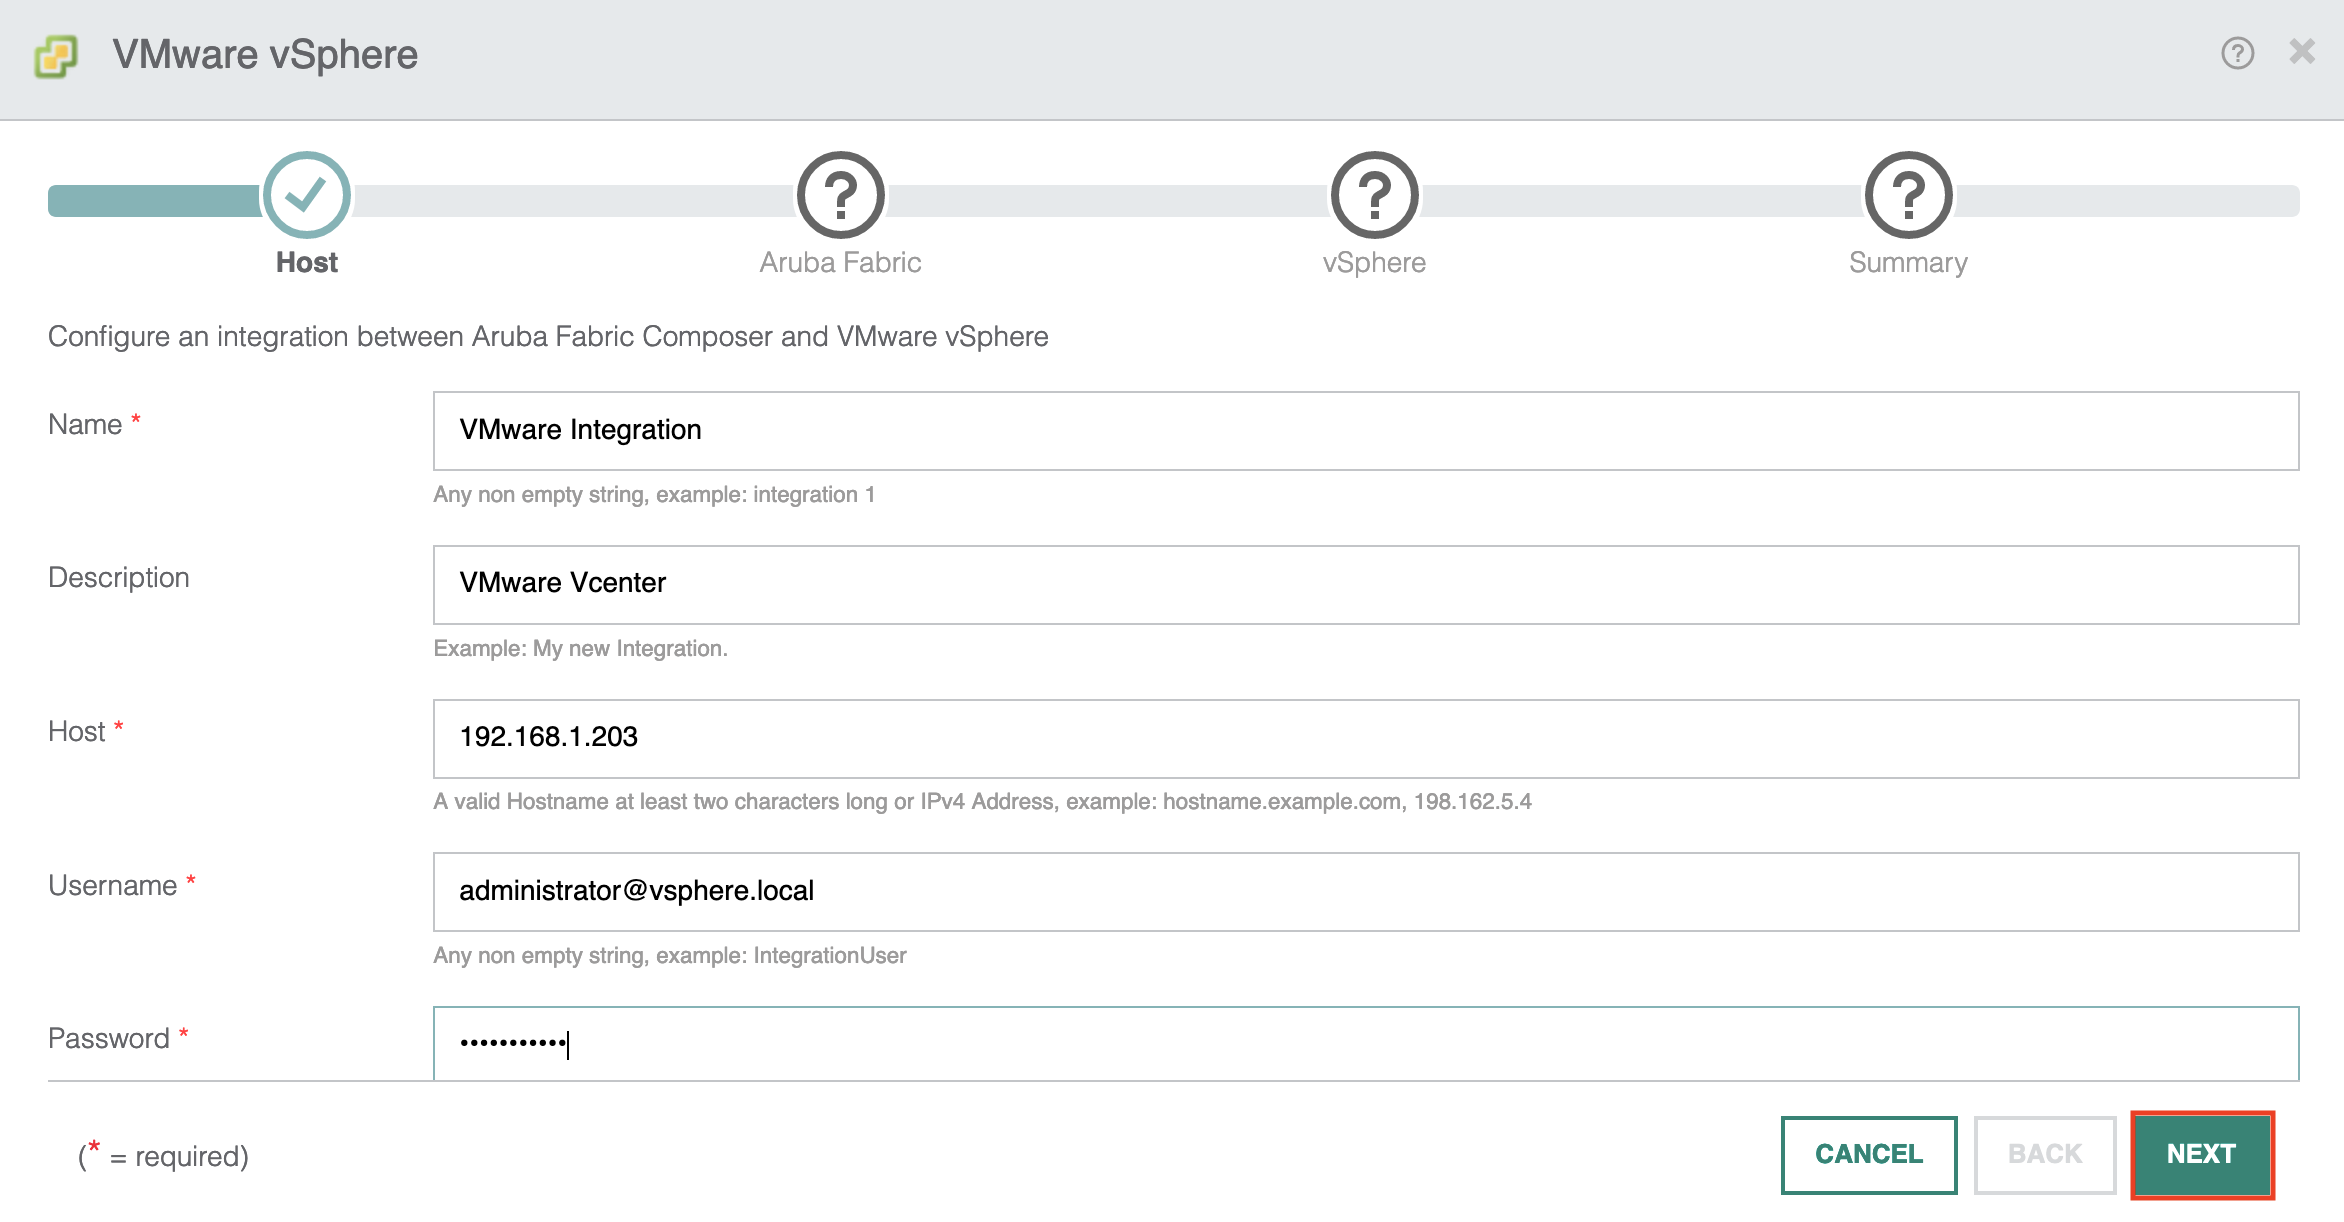 VMware vSphere
?
? ? ?
Host Aruba Fabric vSphere Summary
Configure an integration between Aruba Fabric Composer and VMware vSphere
Name * VMware Integration
Any non empty string, example: integration 1
Description VMware Vcenter
Example: My new Integration.
Host * 192.168.1.203
A valid Hostname at least two characters long or IPv4 Address, example: hostname.example.com, 198.162.5.4
Username * administrator@vsphere.local
Any non empty string, example: IntegrationUser
Password * •••••••••••
(* = required)
CANCEL BACK NEXT